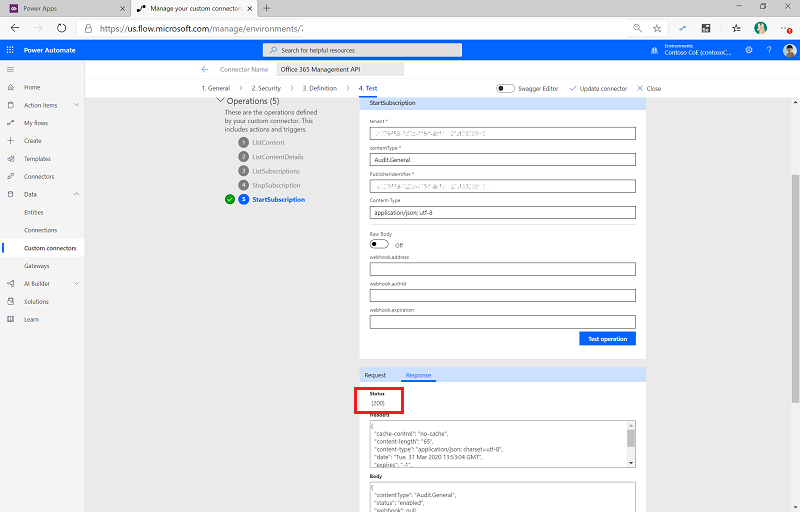 Power Apps
Manage your custom connectors
https://us.flow.microsoft.com/manage/environments/?
Power Automate
Search for helpful resources
Environments
Contoso CoE (contosoC...
Connector Name
Office 365 Management API
1. General
2. Security
3. Definition
4. Test
Swagger Editor
Update connector
Close
Home
Action items
My flows
Create
Templates
Connectors
Data
Entities
Connections
Custom connectors
Gateways
AI Builder
Solutions
Learn
Operations (5)
These are the operations defined
by your custom connector. This
includes actions and triggers.
1 ListContent
2 ListContentDetails
3 ListSubscriptions
4 StopSubscription
5 StartSubscription
StartSubscription
tenant *
contentType *
Audit.General
PublisherIdentifier *
Content-Type
application/json; utf-8
Raw Body
Off
webhook.address
webhook.authId
webhook.expiration
Test operation
Request
Response
Status
(200)
Headers
{
"cache-control": "no-cache",
"content-length": "65",
"content-type": "application/json; charset=utf-8",
"date": "Tue, 31 Mar 2020 13:53:04 GMT",
"expires": "-1",
Body
{
"contentType": "Audit.General",
"status": "enabled",
"webhook": null